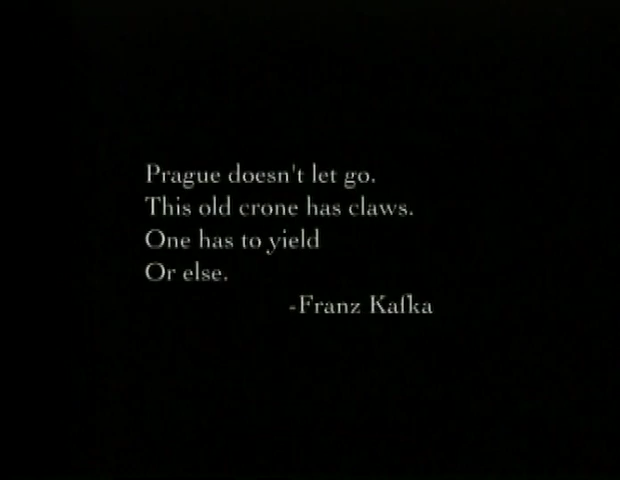 Prague doesn't let go.
This old crone has claws.
One has to yield
Or else.
-Franz Kafka